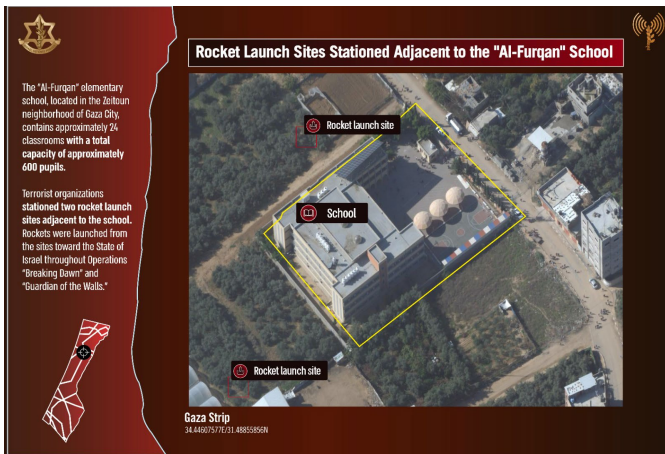 Rocket Launch Sites Stationed Adjacent to the "Al-Furqan" School
The "Al-Furqan" elementary
school, located in the Zeitoun
neighborhood of Gaza City,
contains approximately 24
classrooms with a total
capacity of approximately
600 pupils.
Terrorist organizations
stationed two rocket launch
sites adjacent to the school.
Rockets were launched from
the sites toward the State of
Israel throughout Operations
"Breaking Dawn" and
"Guardian of the Walls."
Rocket launch site
School
Rocket launch site
Gaza Strip
34.44607577E/31.48855856N